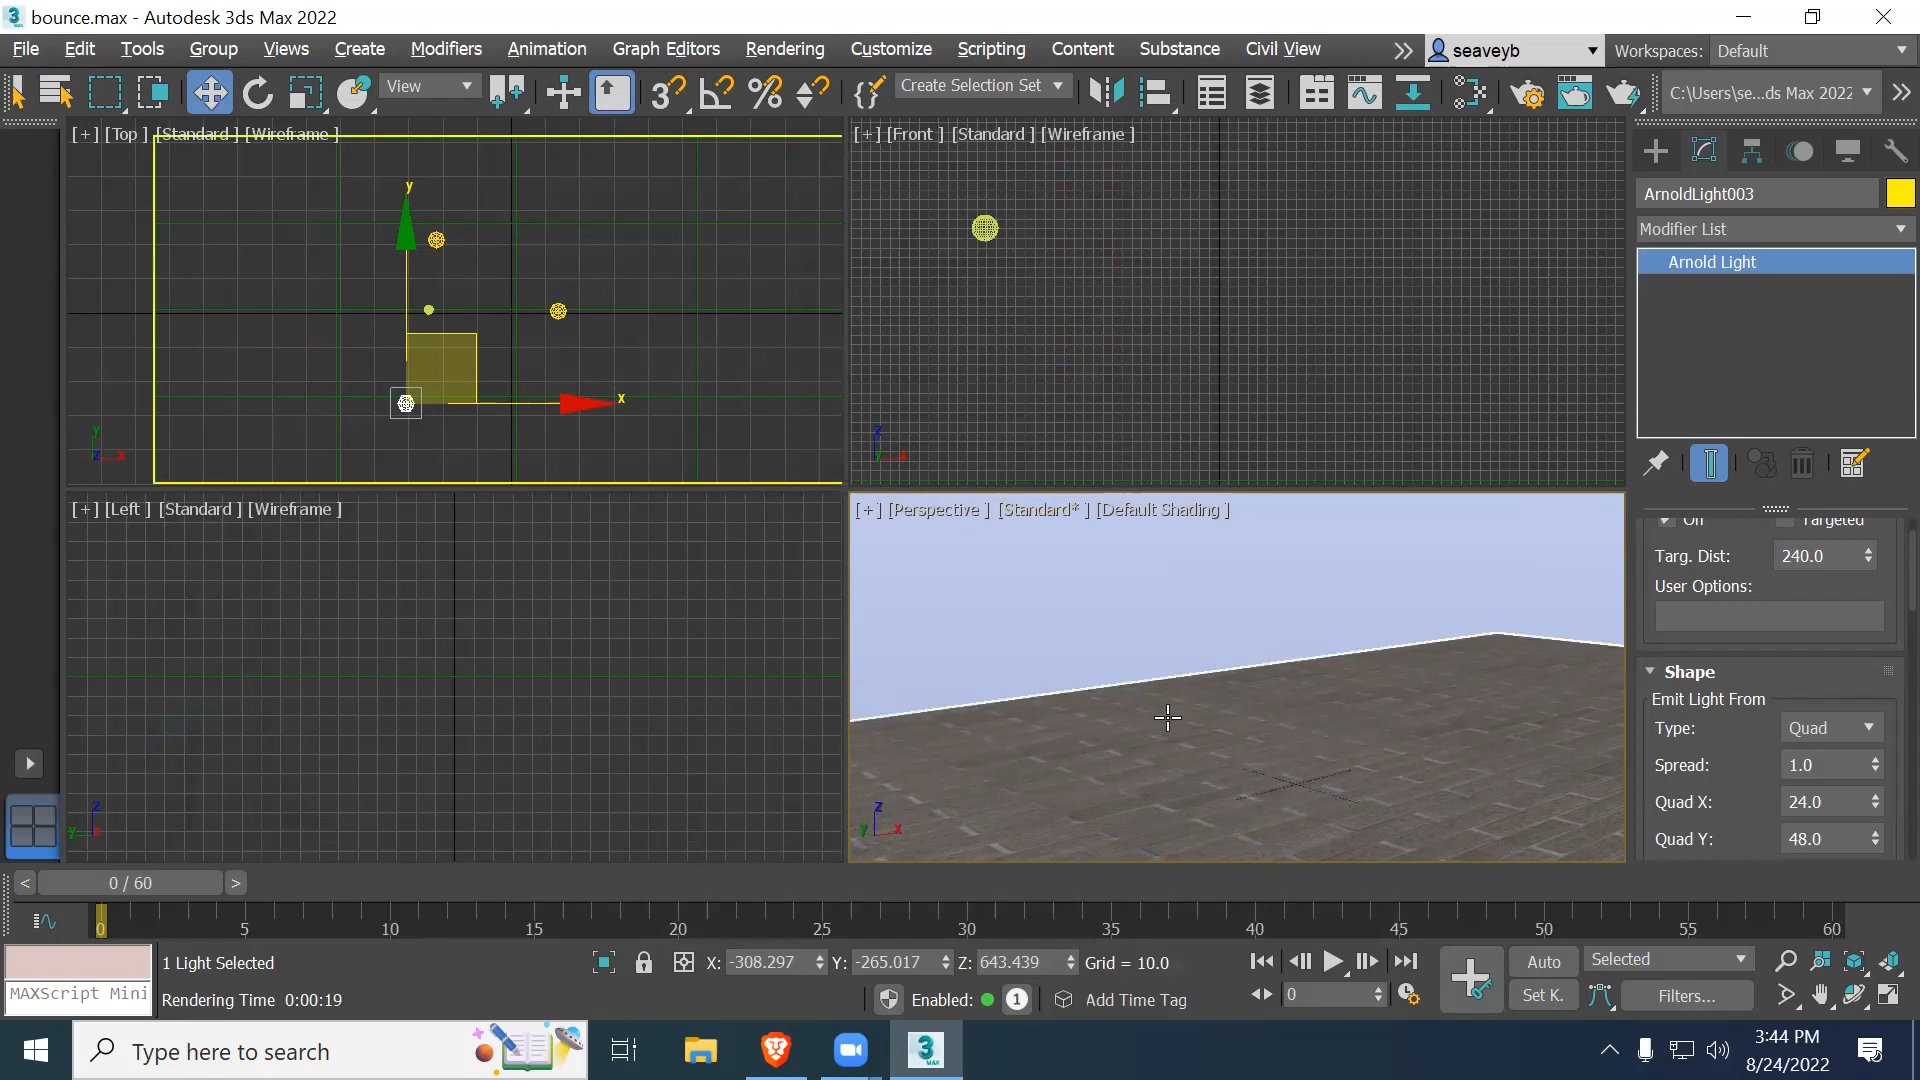 bounce.max - Autodesk 3ds Max 2022
File Edit Tools Group Views Create Modifiers Animation Graph Editors Rendering Customize Scripting Content Substance Civil View
seaveyb
Workspaces: Default
View
Create Selection Set
C:\Users\se...ds Max 2022
[+] [Top ] [Standard ] [Wireframe ]
y
x
y
z x
[+] [Front ] [Standard ] [Wireframe ]
z
y x
[+] [Left ] [Standard ] [Wireframe ]
z
y x
[+] [Perspective ] [Standard* ] [Default Shading ]
z
y x
ArnoldLight003
Modifier List
Arnold Light
On Targeted
Targ. Dist: 240.0
User Options:
Shape
Emit Light From
Type: Quad
Spread: 1.0
Quad X: 24.0
Quad Y: 48.0
< 0 / 60 >
0 5 10 15 20 25 30 35 40 45 50 55 60
MAXScript Mini
1 Light Selected
Rendering Time 0:00:19
X: -308.297 Y: -265.017 Z: 643.439 Grid = 10.0
Enabled: 1 Add Time Tag
0
Auto Selected
Set K. Filters...
Type here to search
3 MAX
3:44 PM
8/24/2022